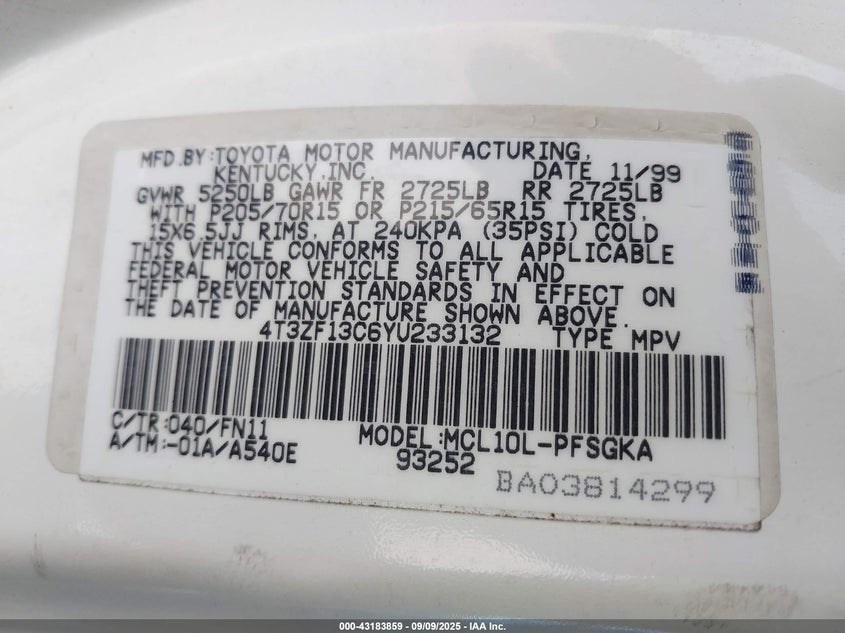 MFD.BY:TOYOTA MOTOR MANUFACTURING,
KENTUCKY,INC. DATE 11/99
GVWR 5250LB GAWR FR 2725LB RR 2725LB
WITH P205/70R15 OR P215/65R15 TIRES,
15X6.5JJ RIMS, AT 240KPA (35PSI) COLD
THIS VEHICLE CONFORMS TO ALL APPLICABLE
FEDERAL MOTOR VEHICLE SAFETY AND
THEFT PREVENTION STANDARDS IN EFFECT ON
THE DATE OF MANUFACTURE SHOWN ABOVE.
4T3ZF13C6YU233132 TYPE MPV
C/TR:040/FN11 MODEL:MCL10L-PFSGKA
A/TM:-01A/A540E 93252
BA03814299
000-43183859 - 09/09/2025 - Copyright IAA, Inc.